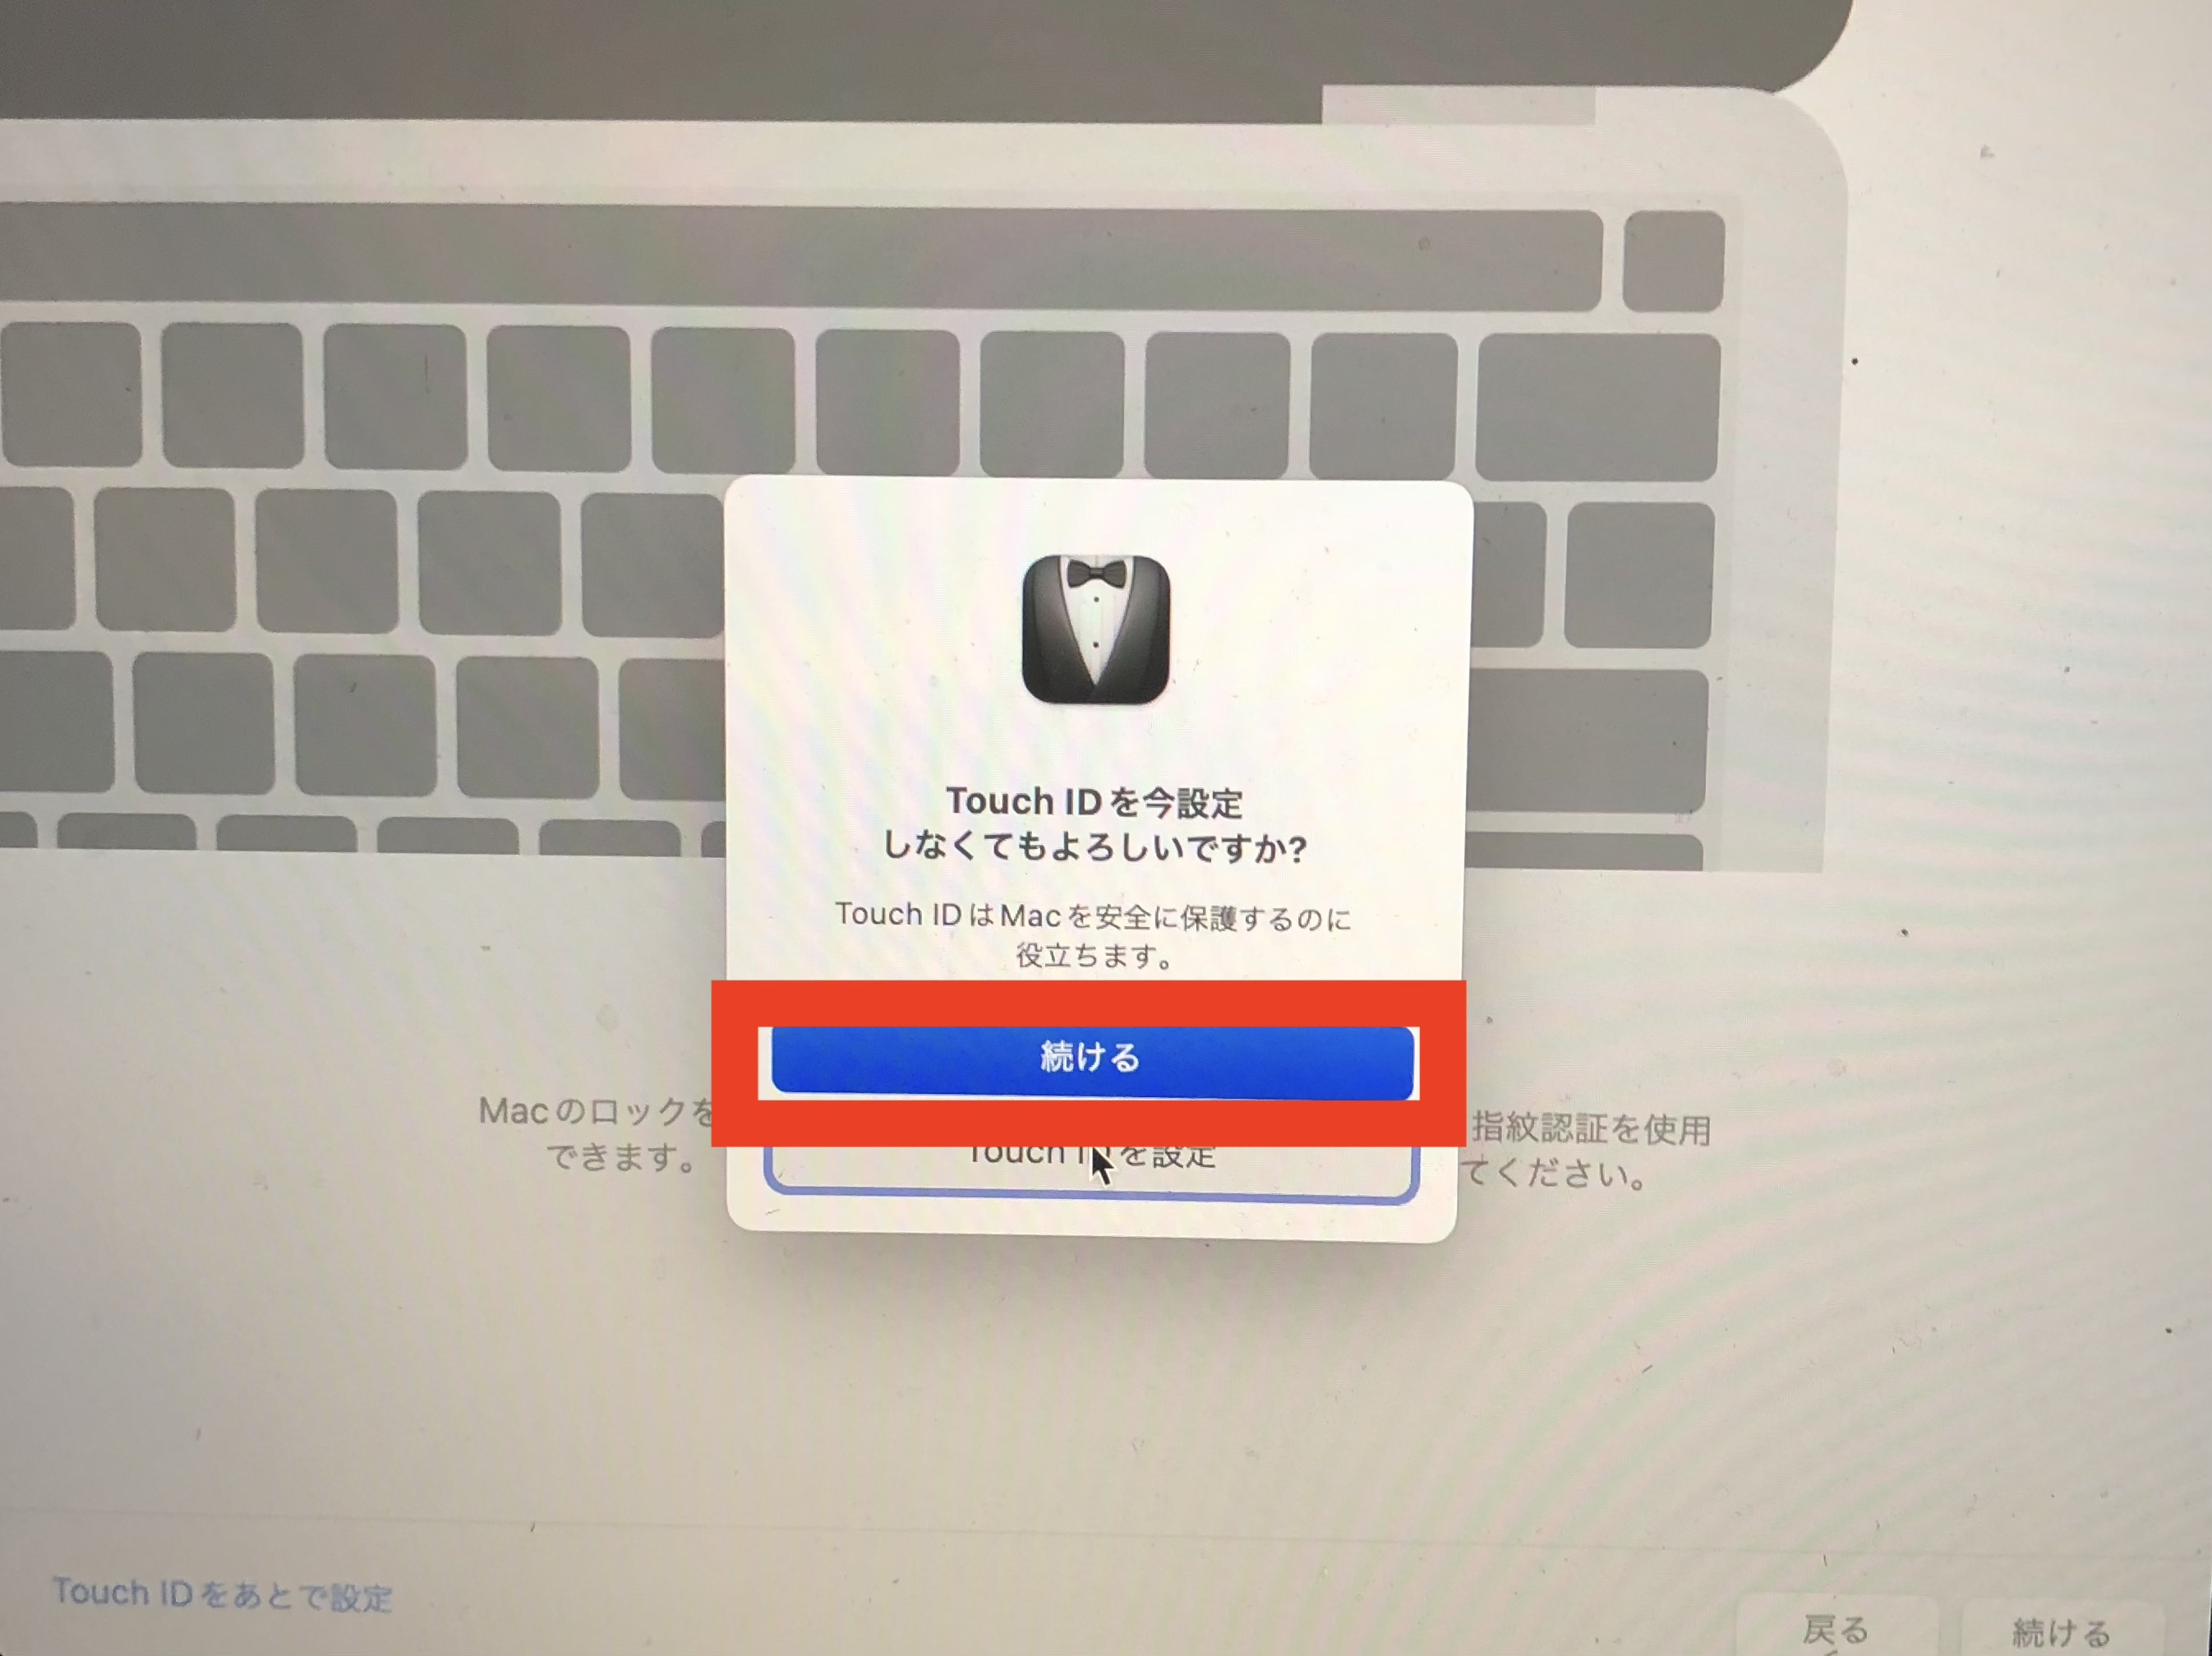 Touch IDを今設定
しなくてもよろしいですか?
Touch IDはMacを安全に保護するのに
役立ちます。
続ける
Touch IDを設定
Macのロックを
できます。
指紋認証を使用
てください。
Touch IDをあとで設定
戻る
続ける